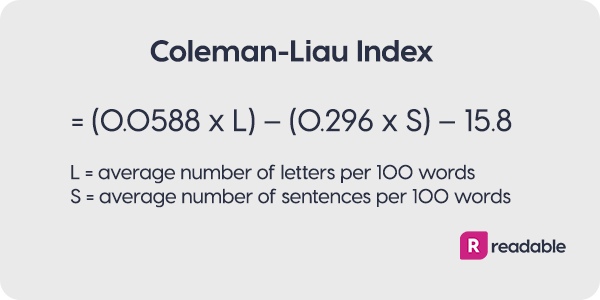 Coleman-Liau Index
= (0.0588 x L) – (0.296 x S) – 15.8
L = average number of letters per 100 words
S = average number of sentences per 100 words
R readable